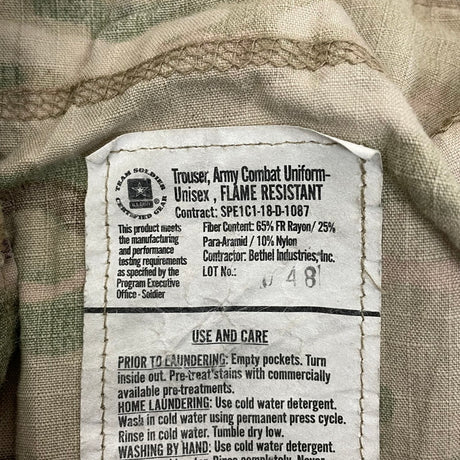 TEAM SOLDIER
U.S. ARMY
CERTIFIED GEAR
This product meets
the manufacturing
and performance
testing requirements
as specified by the
Program Executive
Office - Soldier
Trouser, Army Combat Uniform-
Unisex , FLAME RESISTANT
Contract: SPE1C1-18-D-1087
Fiber Content: 65% FR Rayon/ 25%
Para-Aramid / 10% Nylon
Contractor: Bethel Industries, Inc.
LOT No.: 048
USE AND CARE
PRIOR TO LAUNDERING: Empty pockets. Turn
inside out. Pre-treat stains with commercially
available pre-treatments.
HOME LAUNDERING: Use cold water detergent.
Wash in cold water using permanent press cycle.
Rinse in cold water. Tumble dry low.
WASHING BY HAND: Use cold water detergent.